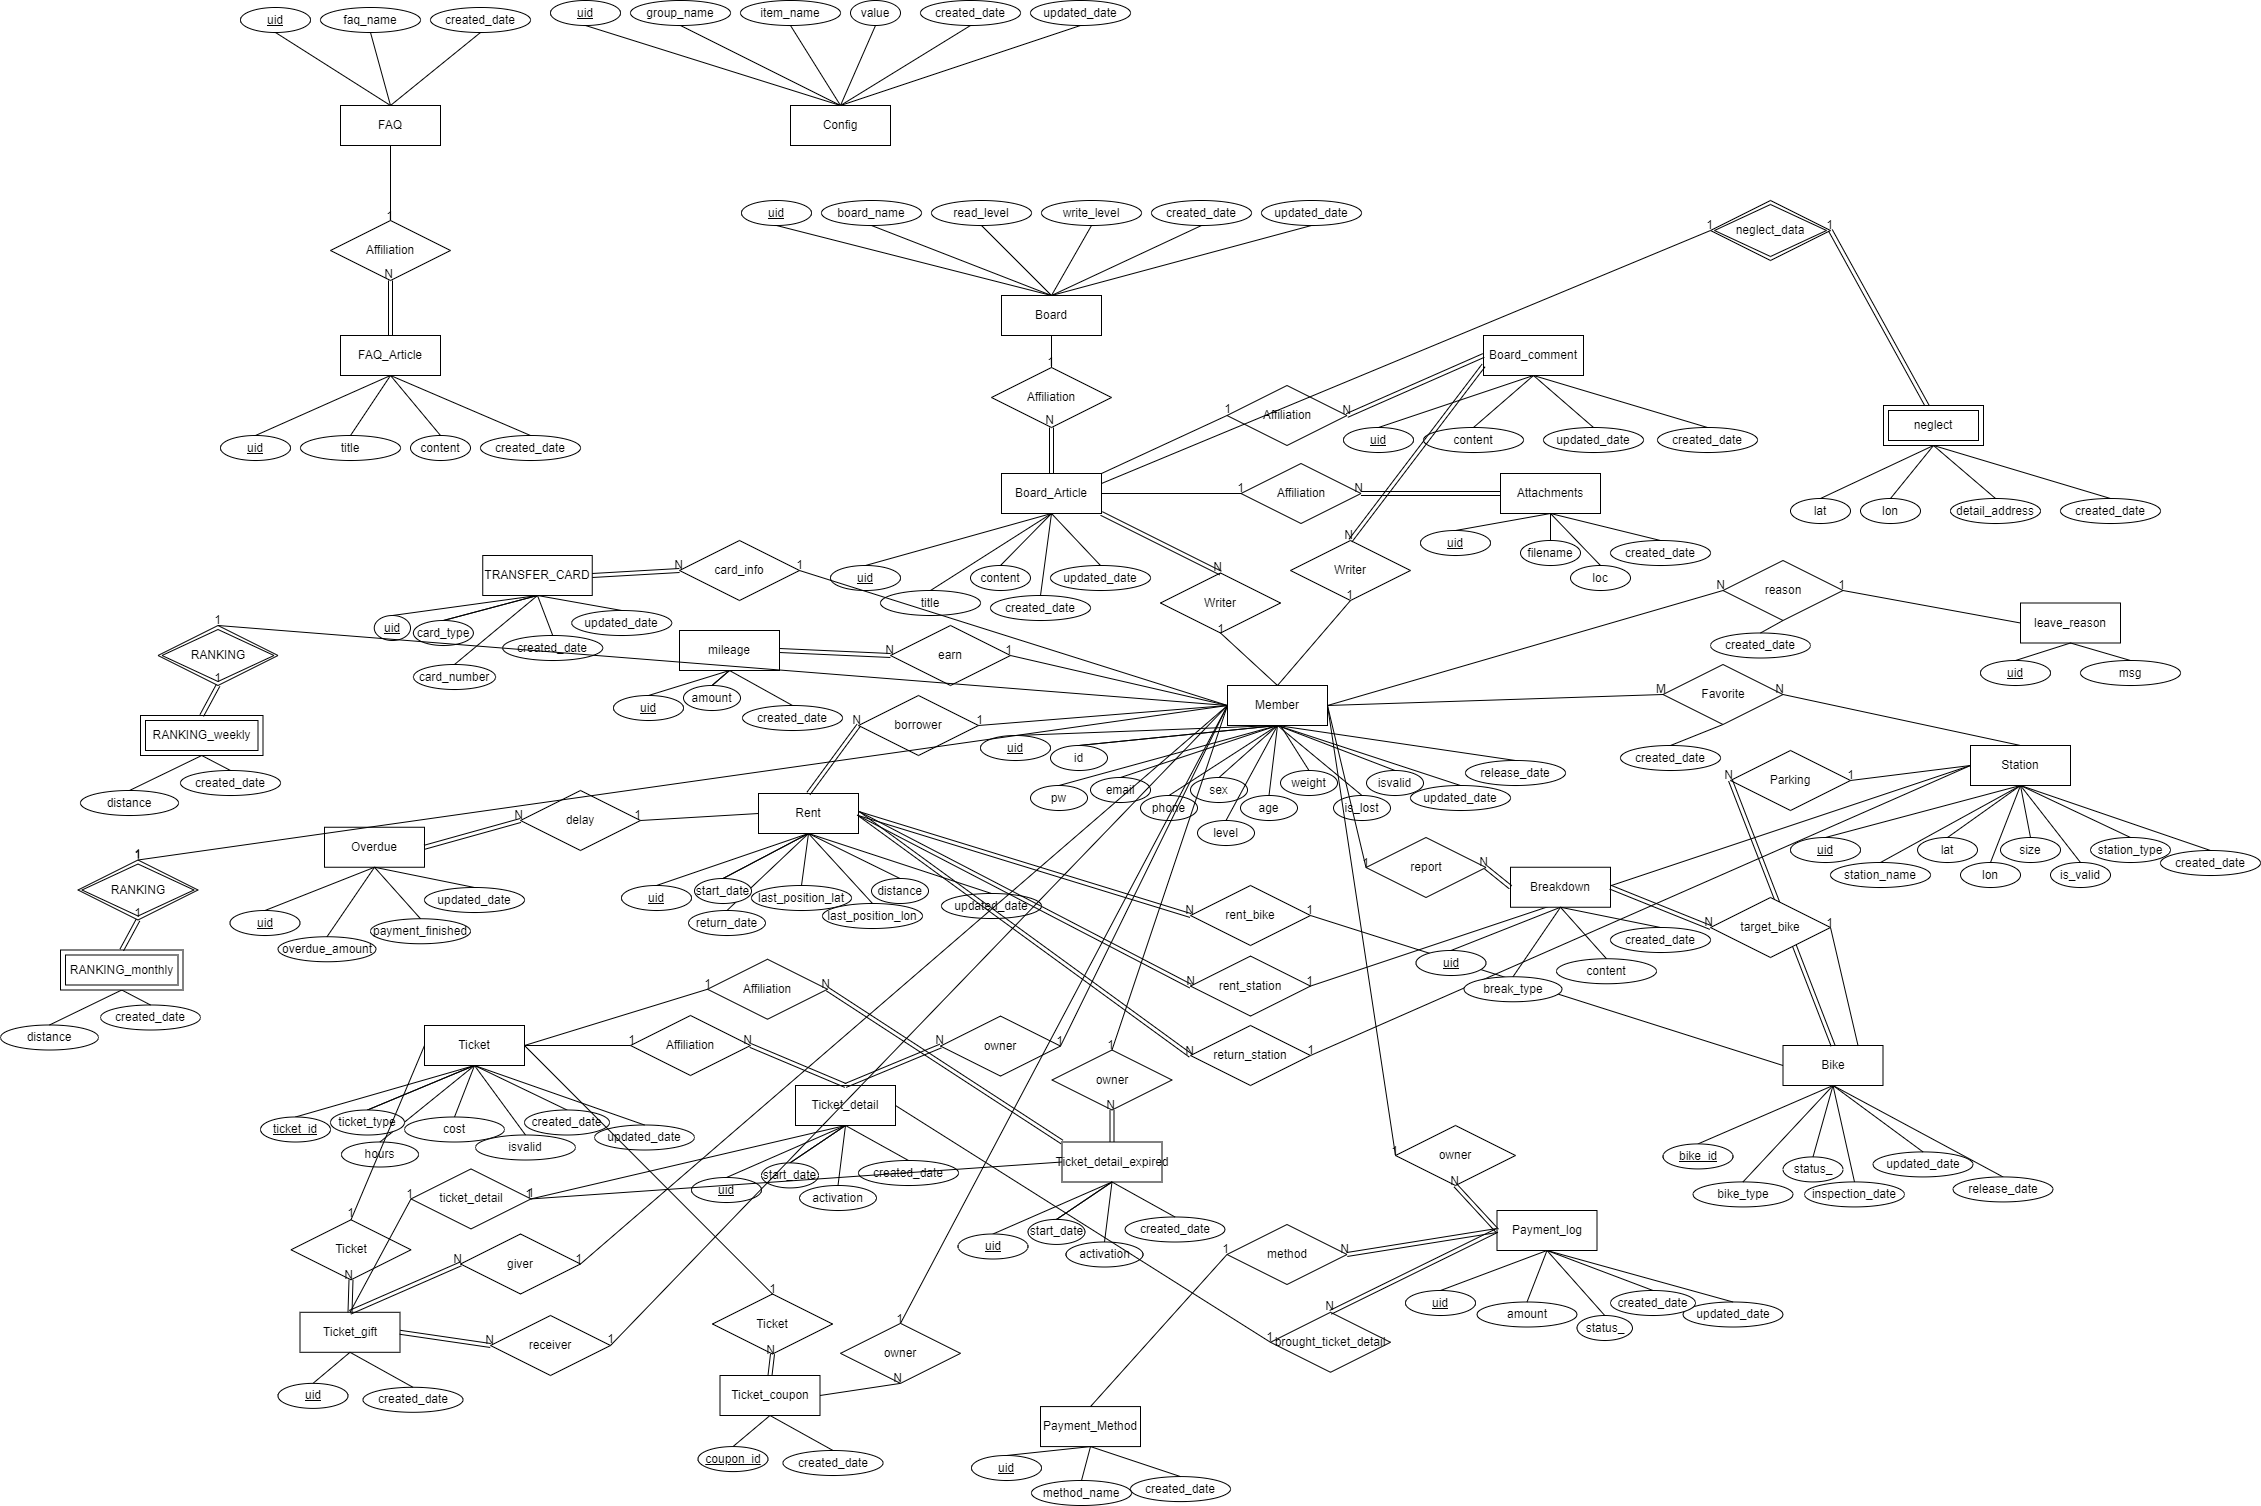 uid
faq_name
created_date
uid
group_name
item_name
value
created_date
updated_date
FAQ
Config
1
Affiliation
N
FAQ_Article
uid
title
content
created_date
uid
board_name
read_level
write_level
created_date
updated_date
Board
1
Affiliation
N
Board_Article
uid
title
content
created_date
updated_date
1
neglect_data
1
neglect
lat
lon
detail_address
created_date
1
Affiliation
N
Board_comment
uid
content
updated_date
created_date
1
Affiliation
N
Attachments
uid
filename
loc
created_date
N
Writer
1
N
Writer
1
TRANSFER_CARD
N
card_info
1
uid
card_type
card_number
created_date
updated_date
mileage
N
earn
1
uid
amount
created_date
1
RANKING
1
RANKING_weekly
distance
created_date
N
borrower
1
Member
uid
id
pw
email
phone
sex
level
age
weight
is_lost
isvalid
updated_date
release_date
N
reason
1
created_date
leave_reason
uid
msg
M
Favorite
N
created_date
N
Parking
1
Station
uid
station_name
lat
lon
size
is_valid
station_type
created_date
Overdue
N
delay
1
uid
overdue_amount
payment_finished
updated_date
Rent
uid
start_date
return_date
last_position_lat
last_position_lon
distance
updated_date
1
RANKING
1
RANKING_monthly
distance
created_date
1
report
N
Breakdown
uid
break_type
content
created_date
N
target_bike
1
N
rent_bike
1
N
rent_station
1
N
return_station
1
Bike
bike_id
bike_type
status_
inspection_date
updated_date
release_date
1
Affiliation
N
Ticket
1
Affiliation
N
N
owner
1
ticket_id
ticket_type
hours
cost
isvalid
created_date
updated_date
Ticket_detail
uid
start_date
activation
created_date
1
owner
N
Ticket_detail_expired
uid
start_date
activation
created_date
1
ticket_detail
1
1
Ticket
N
N
giver
1
Ticket_gift
N
receiver
1
uid
created_date
1
Ticket
N
1
owner
N
Ticket_coupon
coupon_id
created_date
1
owner
N
Payment_log
uid
amount
status_
created_date
updated_date
1
method
N
N
1
brought_ticket_detail
Payment_Method
uid
method_name
created_date